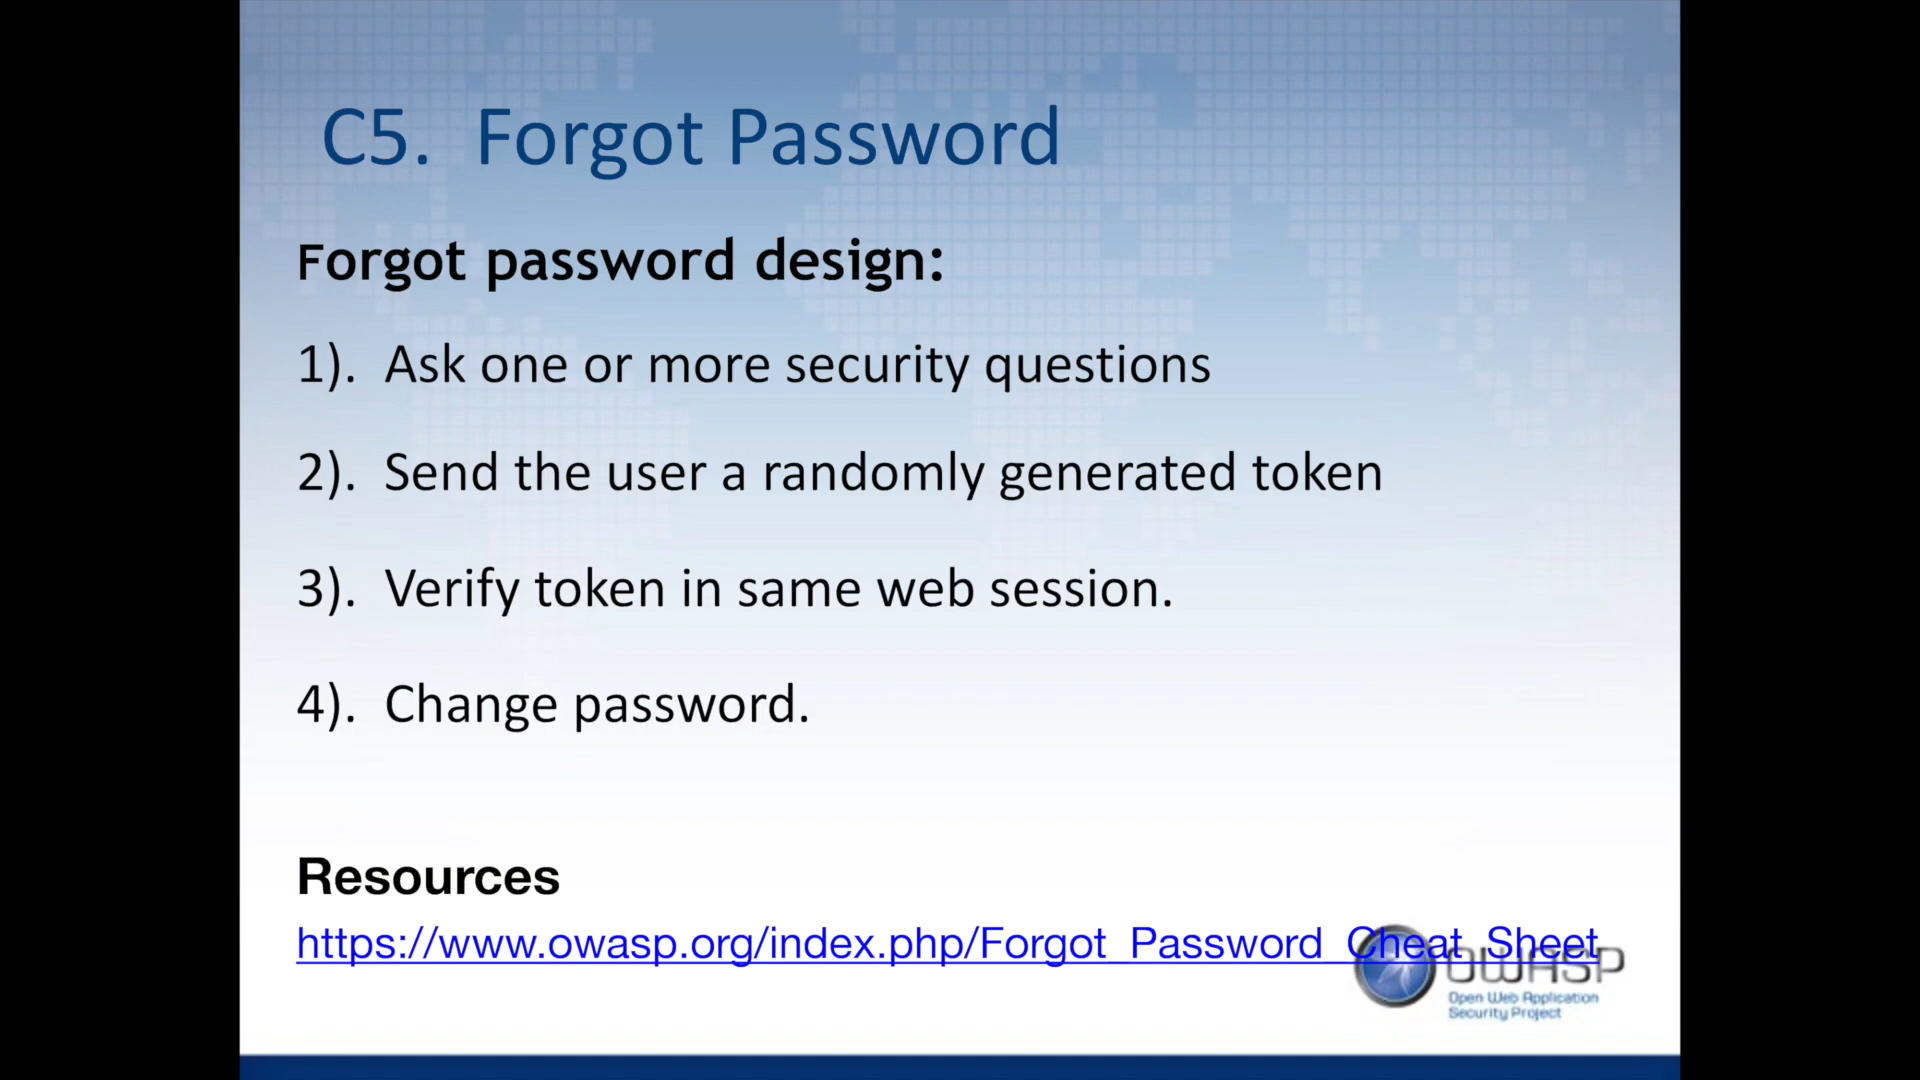 C5. Forgot Password
Forgot password design:
1). Ask one or more security questions
2). Send the user a randomly generated token
3). Verify token in same web session.
4). Change password.
Resources
https://www.owasp.org/index.php/Forgot_Password_Cheat_Sheet
OWASP
Open Web Application
Security Project